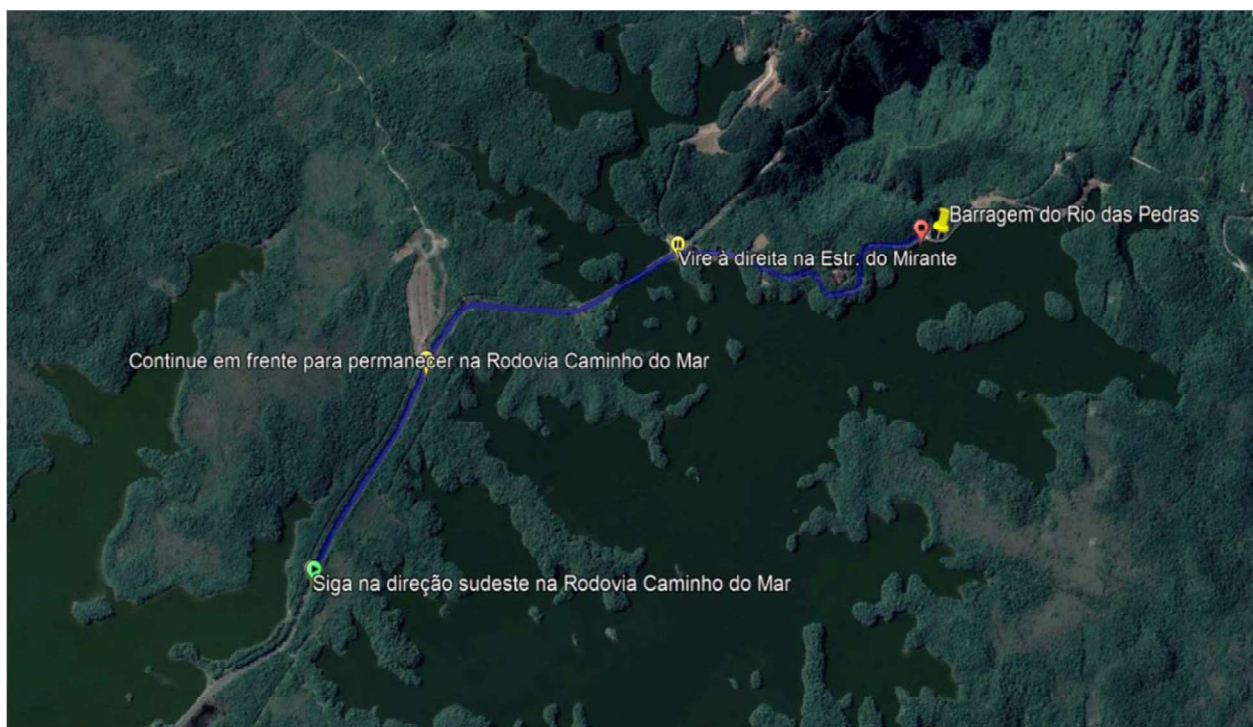 Barragem do Rio das Pedras
Vire à direita na Estr. do Mirante
Continue em frente para permanecer na Rodovia Caminho do Mar
Siga na direção sudeste na Rodovia Caminho do Mar